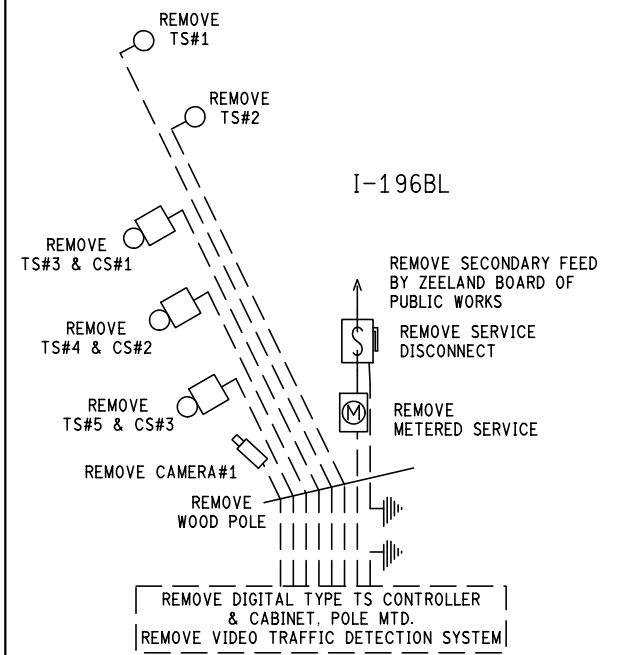 REMOVE
TS#1
REMOVE
TS#2
I-196BL
REMOVE
TS#3 & CS#1
REMOVE SECONDARY FEED
BY ZEELAND BOARD OF
PUBLIC WORKS
REMOVE
TS#4 & CS#2
REMOVE SERVICE
DISCONNECT
S
REMOVE
TS#5 & CS#3
M
REMOVE
METERED SERVICE
REMOVE CAMERA#1
REMOVE
WOOD POLE
REMOVE DIGITAL TYPE TS CONTROLLER
& CABINET, POLE MTD.
REMOVE VIDEO TRAFFIC DETECTION SYSTEM